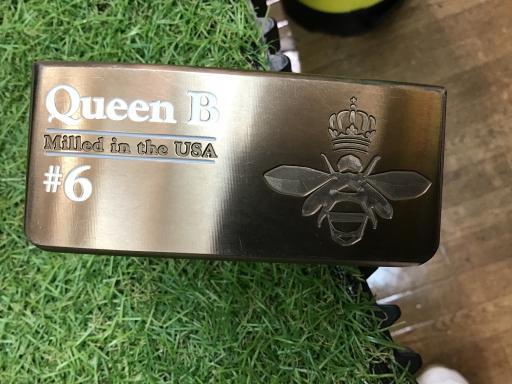 Queen B
Milled in the USA
#6